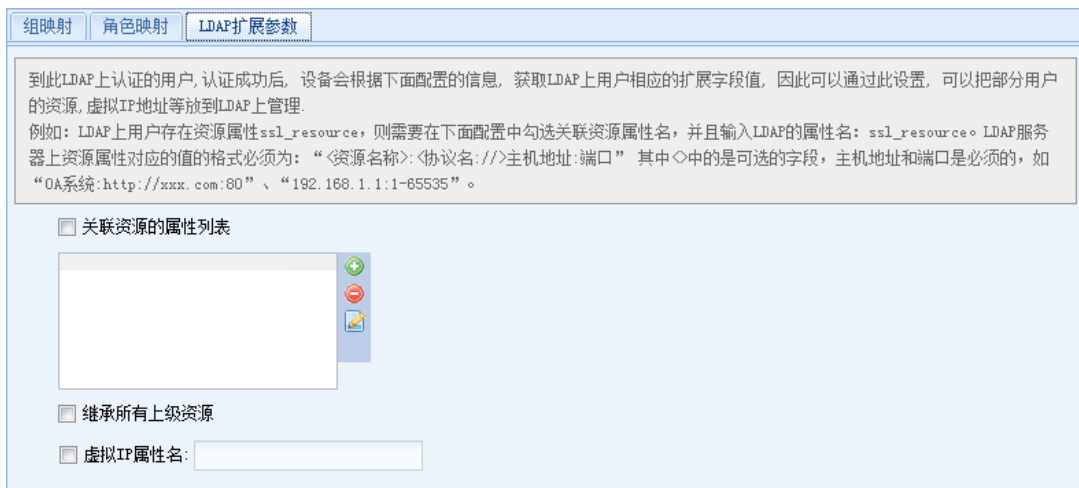 组映射 角色映射 LDAP扩展参数
到此LDAP上认证的用户,认证成功后, 设备会根据下面配置的信息, 获取LDAP上用户相应的扩展字段值, 因此可以通过此设置, 可以把部分用户
的资源,虚拟IP地址等放到LDAP上管理.
例如: LDAP上用户存在资源属性ssl_resource, 则需要在下面配置中勾选关联资源属性名, 并且输入LDAP的属性名: ssl_resource。LDAP服务
器上资源属性对应的值的格式必须为: “<资源名称>:<协议名://>主机地址:端口” 其中<>中的是可选的字段, 主机地址和端口是必须的, 如
“OA系统:http://xxx.com:80”、“192.168.1.1:1-65535”。
关联资源的属性列表
继承所有上级资源
虚拟IP属性名: